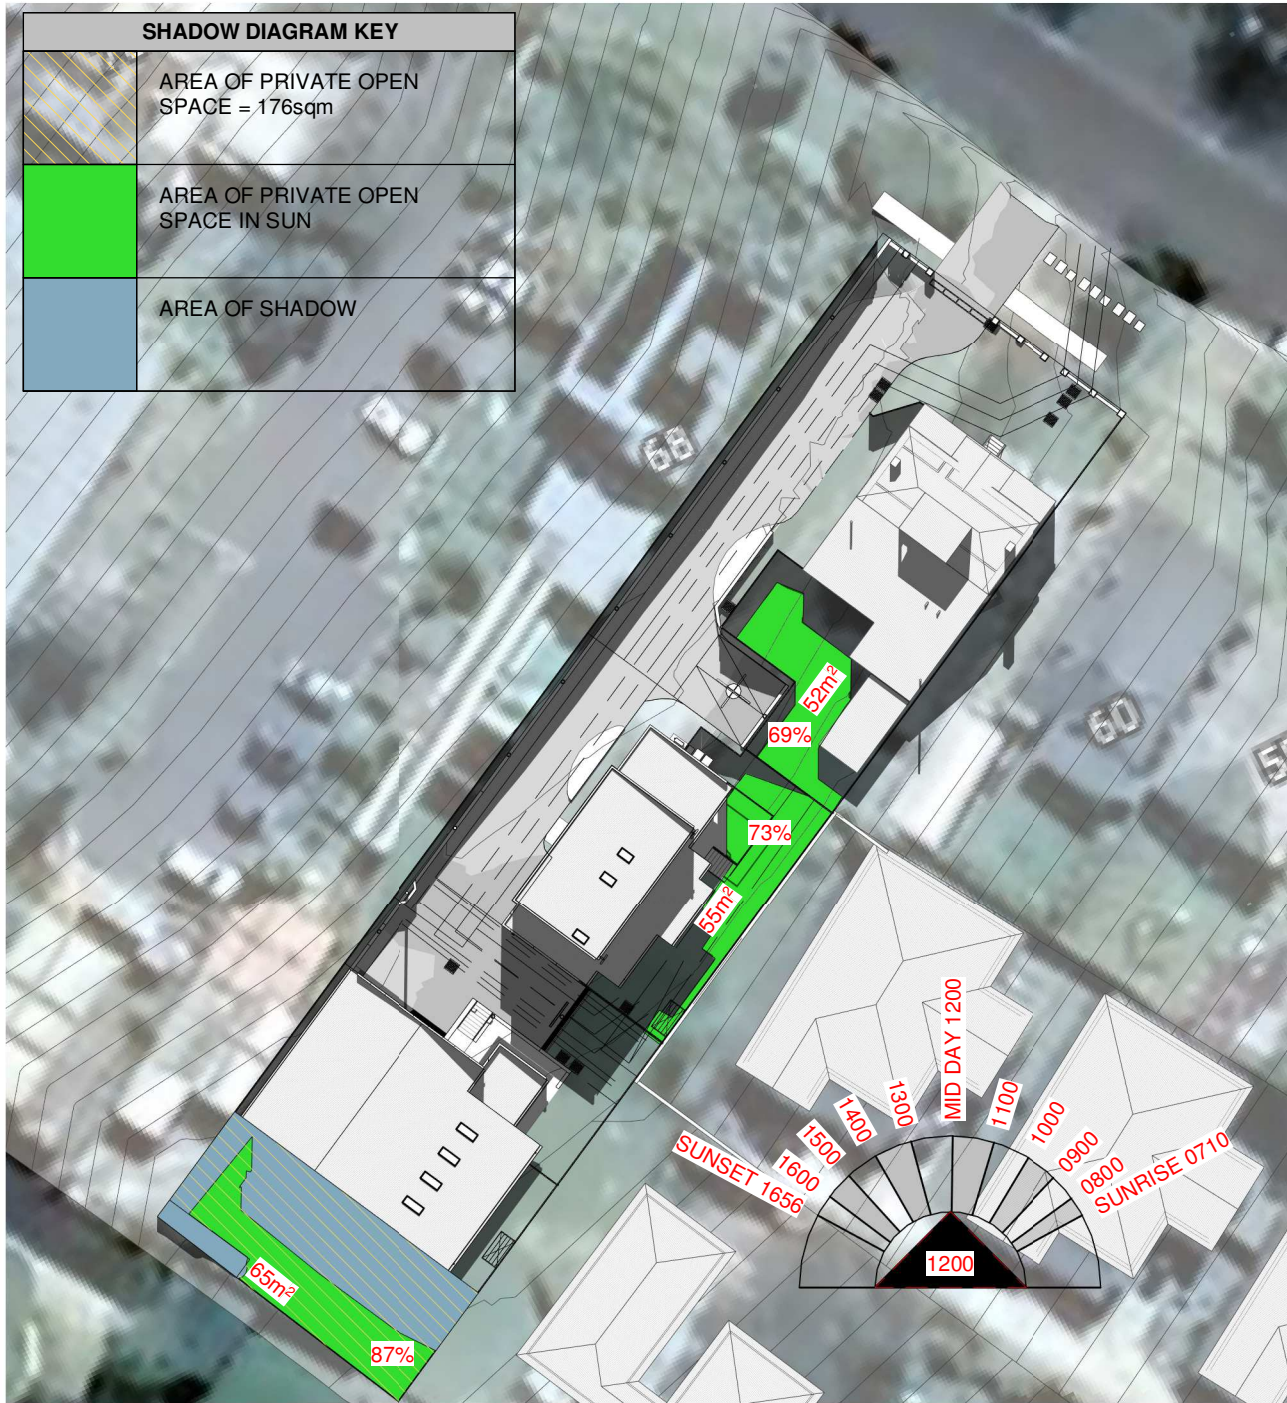 SHADOW DIAGRAM KEY
AREA OF PRIVATE OPEN
SPACE = 176sqm
AREA OF PRIVATE OPEN
SPACE IN SUN
AREA OF SHADOW
52m²
69%
73%
55m²
65m²
87%
SUNSET 1656
1600
1500
1400
1300
MID DAY 1200
1100
1000
0900
0800
SUNRISE 0710
1200